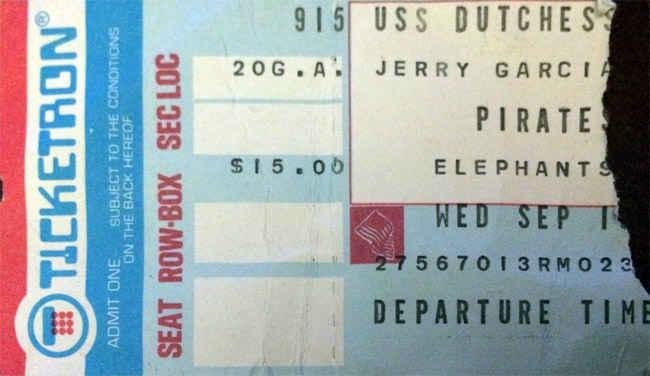 TICKETRON®
ADMIT ONE... SUBJECT TO THE CONDITIONS
ON THE BACK HEREOF
SEAT ROW-BOX SEC LOC
915
20G.A.
$15.00
USS DUTCHESS
JERRY GARCIA
PIRATES
ELEPHANTS
WED SEP 1
27567013RM023
DEPARTURE TIME